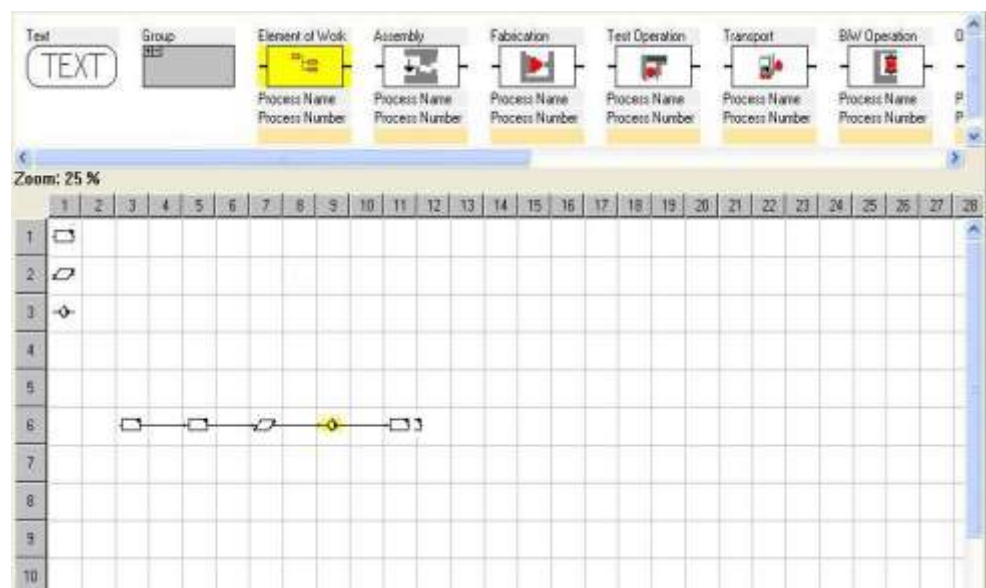 Text Group Element of Work Assembly Fabrication Test Operation Transport BIW Operation
TEXT
Process Name Process Name Process Name Process Name Process Name Process Name P
Process Number Process Number Process Number Process Number Process Number Process Number P
Zoom: 25 %
1 2 3 4 5 6 7 8 9 10 11 12 13 14 15 16 17 18 19 20 21 22 23 24 25 26 27 28
1
2
3
4
5
6
7
8
9
10